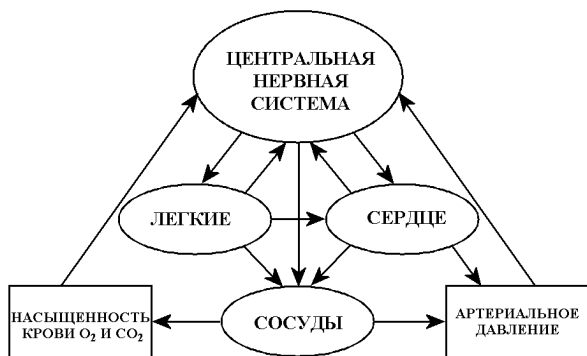 ЦЕНТРАЛЬНАЯ
НЕРВНАЯ
СИСТЕМА
ЛЕГКИЕ
СЕРДЦЕ
НАСЫЩЕННОСТЬ
КРОВИ O₂ И CO₂
СОСУДЫ
АРТЕРИАЛЬНОЕ
ДАВЛЕНИЕ